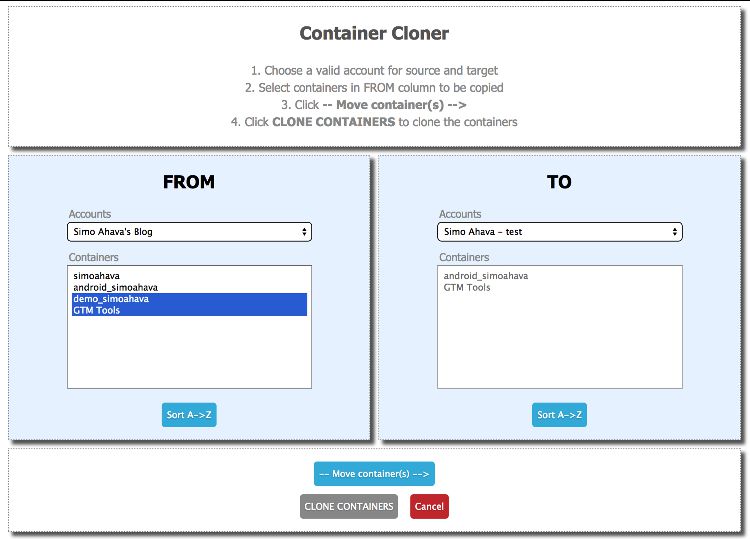 Container Cloner
1. Choose a valid account for source and target
2. Select containers in FROM column to be copied
3. Click -- Move container(s) -->
4. Click CLONE CONTAINERS to clone the containers
FROM
Accounts
Simo Ahava's Blog
Containers
simoahava
android_simoahava
demo_simoahava
GTM Tools
Sort A->Z
TO
Accounts
Simo Ahava - test
Containers
android_simoahava
GTM Tools
Sort A->Z
-- Move container(s) -->
CLONE CONTAINERS
Cancel